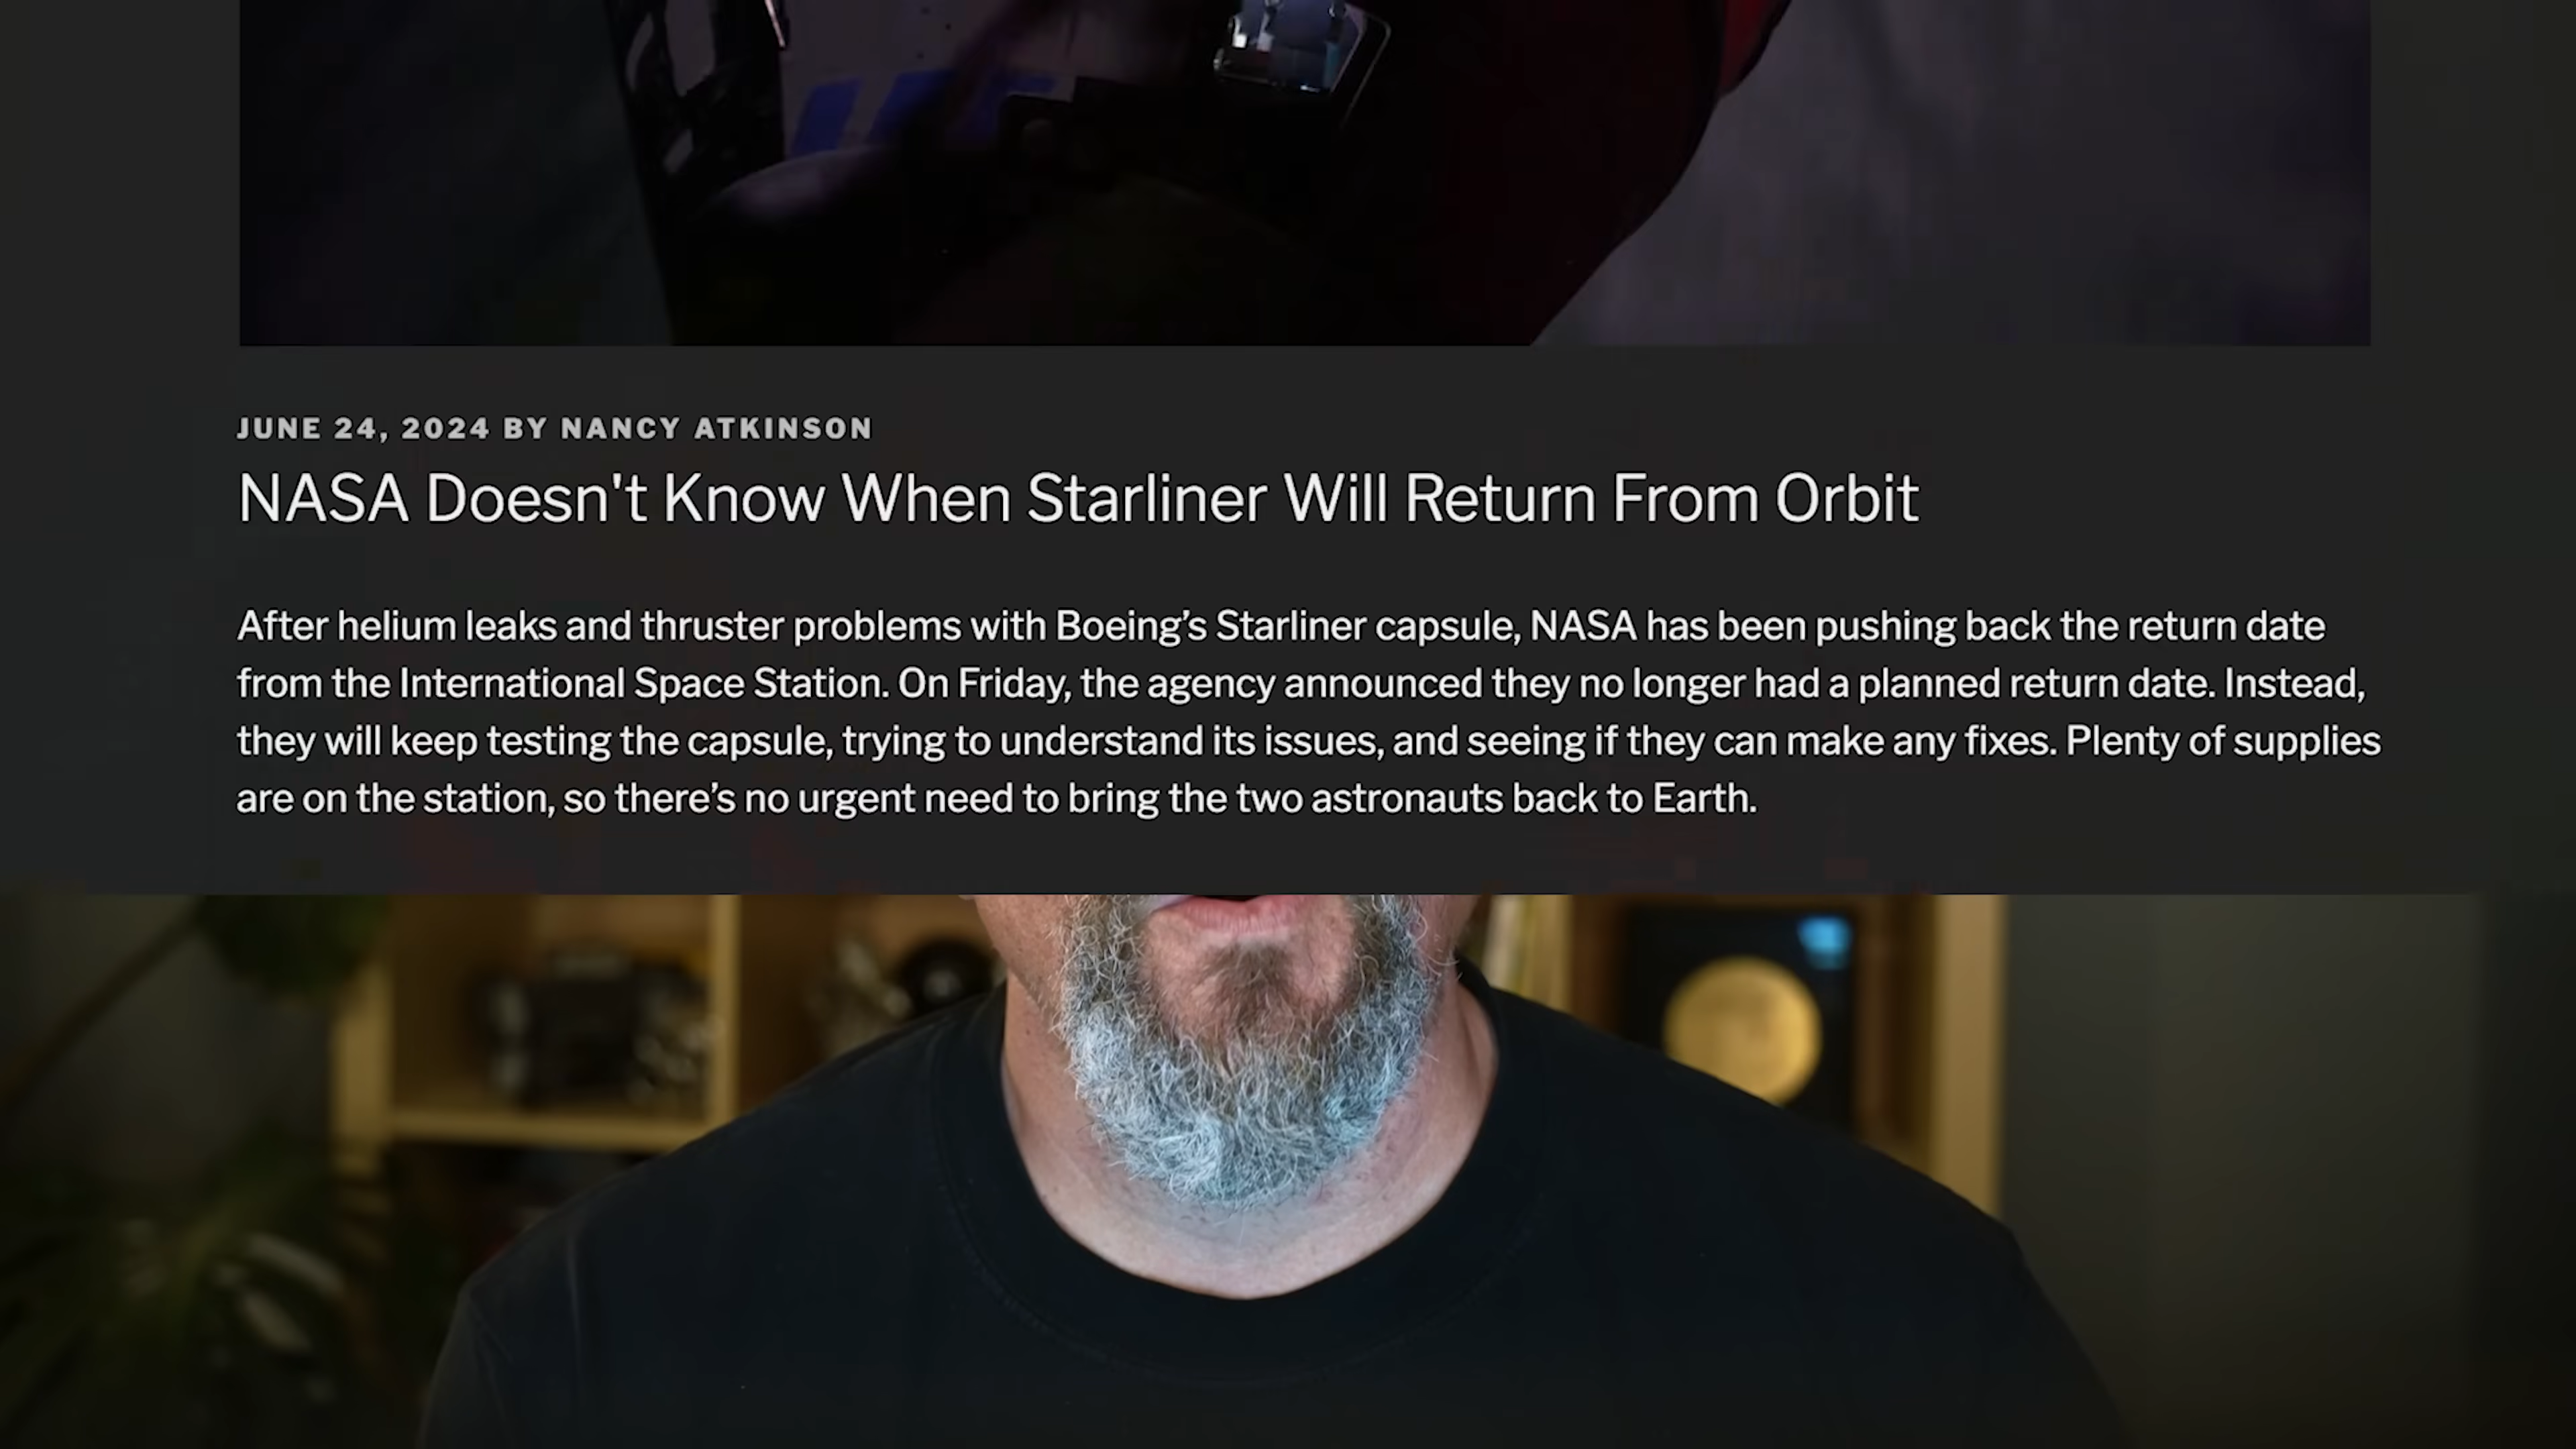 JUNE 24, 2024 BY NANCY ATKINSON
NASA Doesn't Know When Starliner Will Return From Orbit
After helium leaks and thruster problems with Boeing’s Starliner capsule, NASA has been pushing back the return date
from the International Space Station. On Friday, the agency announced they no longer had a planned return date. Instead,
they will keep testing the capsule, trying to understand its issues, and seeing if they can make any fixes. Plenty of supplies
are on the station, so there’s no urgent need to bring the two astronauts back to Earth.